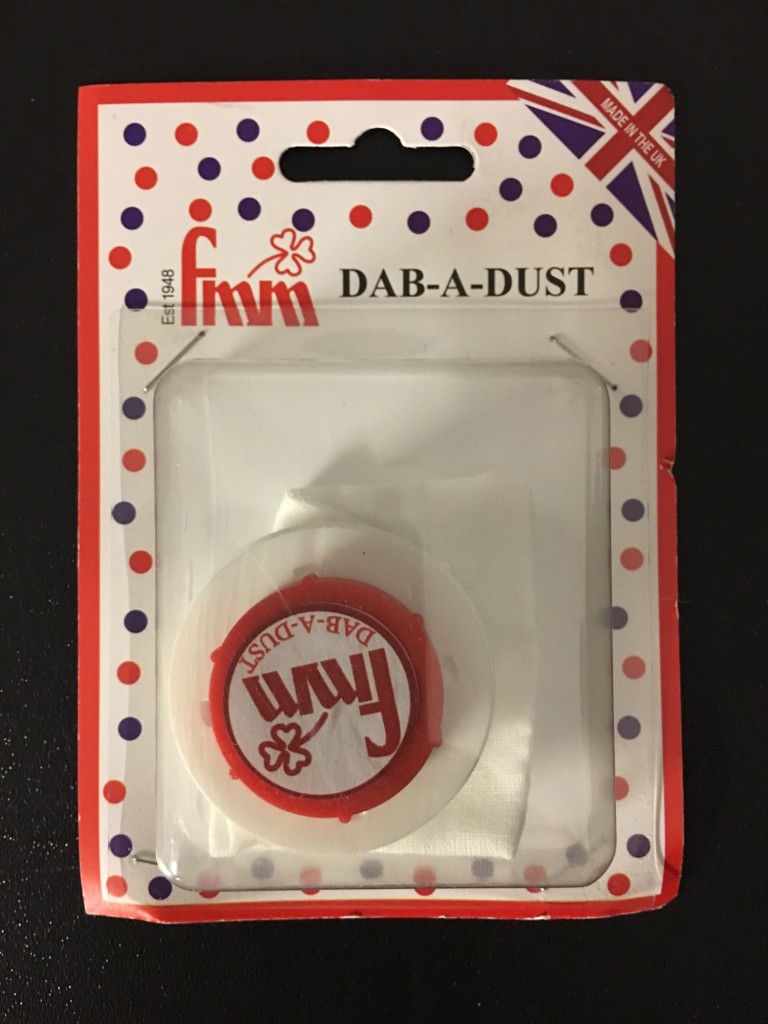 MADE IN THE UK
Est 1948
fmm
DAB-A-DUST
fmm
DAB-A-DUST